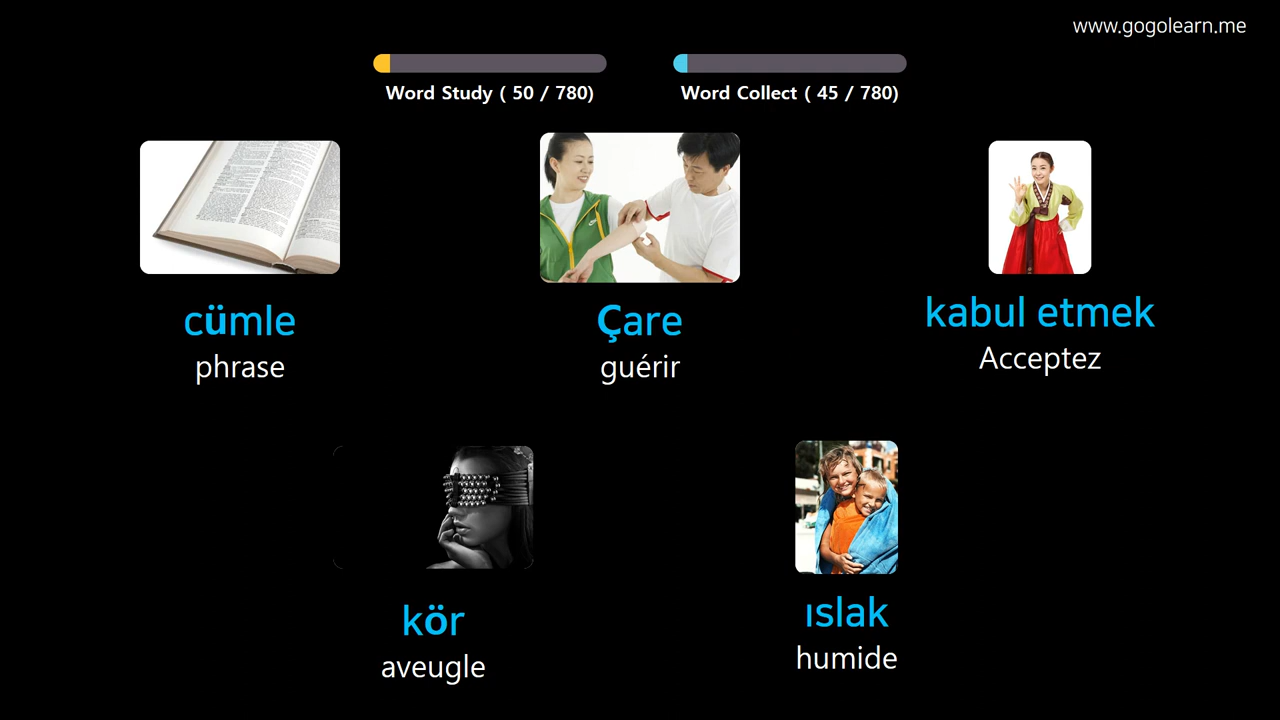 www.gogolearn.me
Word Study ( 50 / 780)
Word Collect ( 45 / 780)
cümle
phrase
Çare
guérir
kabul etmek
Acceptez
kör
aveugle
ıslak
humide